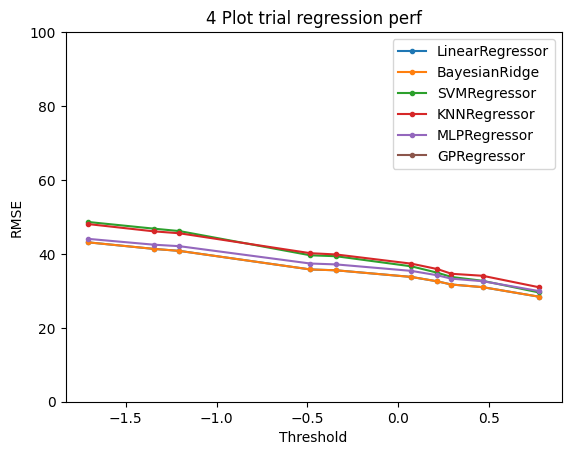 4 Plot trial regression perf
100
80
60
40
20
0
RMSE
LinearRegressor
BayesianRidge
SVMRegressor
KNNRegressor
MLPRegressor
GPRegressor
−1.5 −1.0 −0.5 0.0 0.5
Threshold